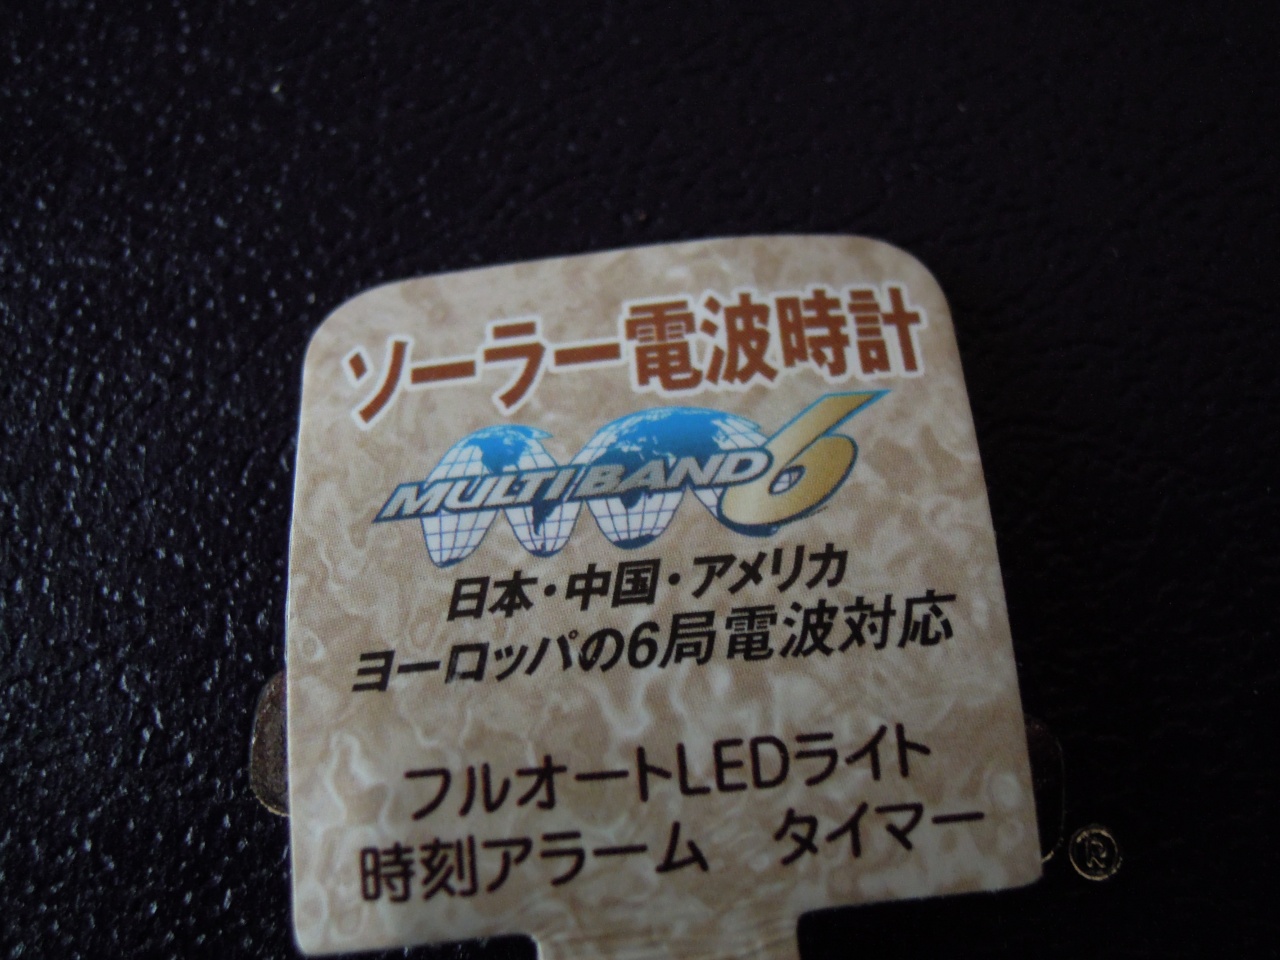 ソーラー電波時計
MULTI BAND 6
日本・中国・アメリカ
ヨーロッパの6局電波対応
フルオートLEDライト
時刻アラーム　タイマー
®